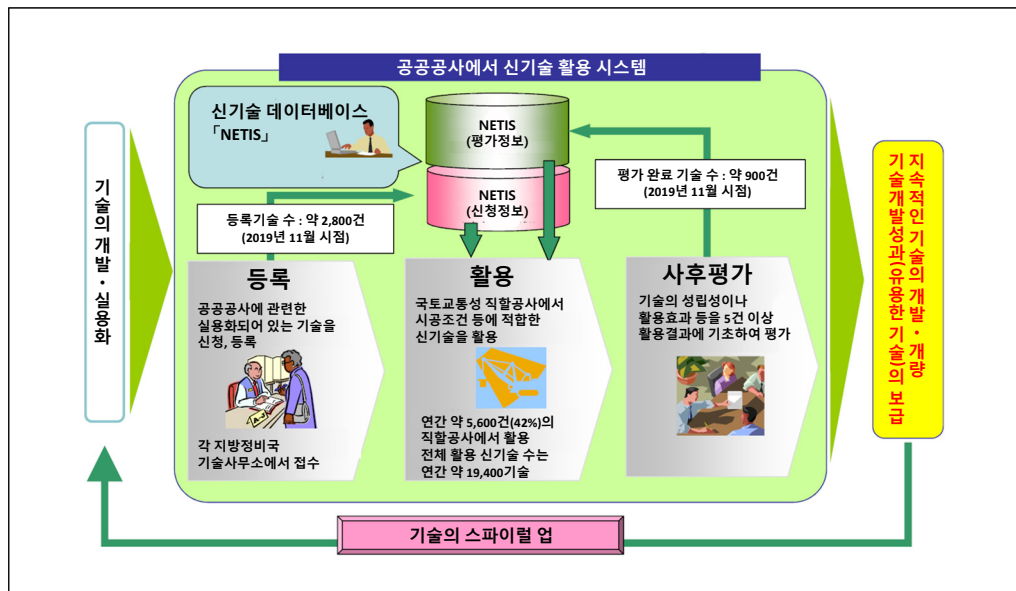 공공공사에서 신기술 활용 시스템
신기술 데이터베이스
「NETIS」
NETIS
(평가정보)
NETIS
(신청정보)
등록기술 수 : 약 2,800건
(2019년 11월 시점)
평가 완료 기술 수 : 약 900건
(2019년 11월 시점)
기술의 개발・실용화
등록
공공공사에 관련한
실용화되어 있는 기술을
신청, 등록
각 지방정비국
기술사무소에서 접수
활용
국토교통성 직할공사에서
시공조건 등에 적합한
신기술을 활용
연간 약 5,600건(42%)의
직할공사에서 활용
전체 활용 신기술 수는
연간 약 19,400기술
사후평가
기술의 성립성이나
활용효과 등을 5건 이상
활용결과에 기초하여 평가
지속적인 기술의 개발・개량
기술개발성과(유용한 기술)의 보급
기술의 스파이럴 업